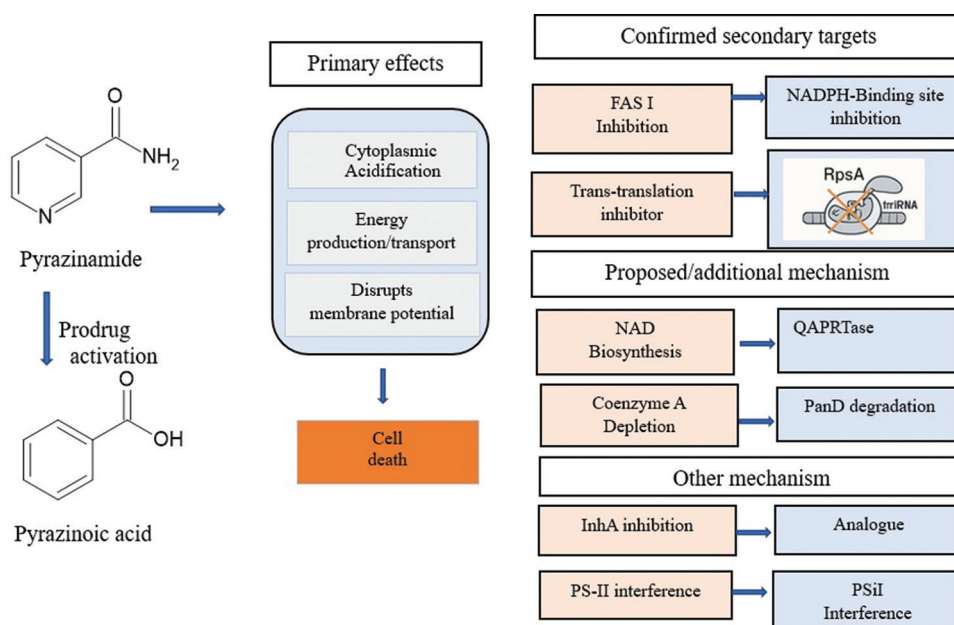 O
NH₂
N
Pyrazinamide
Prodrug
activation
O
OH
Pyrazinoic acid
Primary effects
Cytoplasmic
Acidification
Energy
production/transport
Disrupts
membrane potential
Cell
death
Confirmed secondary targets
FAS I
Inhibition
NADPH-Binding site
inhibition
Trans-translation
inhibitor
RpsA
trriRNA
Proposed/additional mechanism
NAD
Biosynthesis
QAPRTase
Coenzyme A
Depletion
PanD degradation
Other mechanism
InhA inhibition
Analogue
PS-II interference
PSiI
Interference